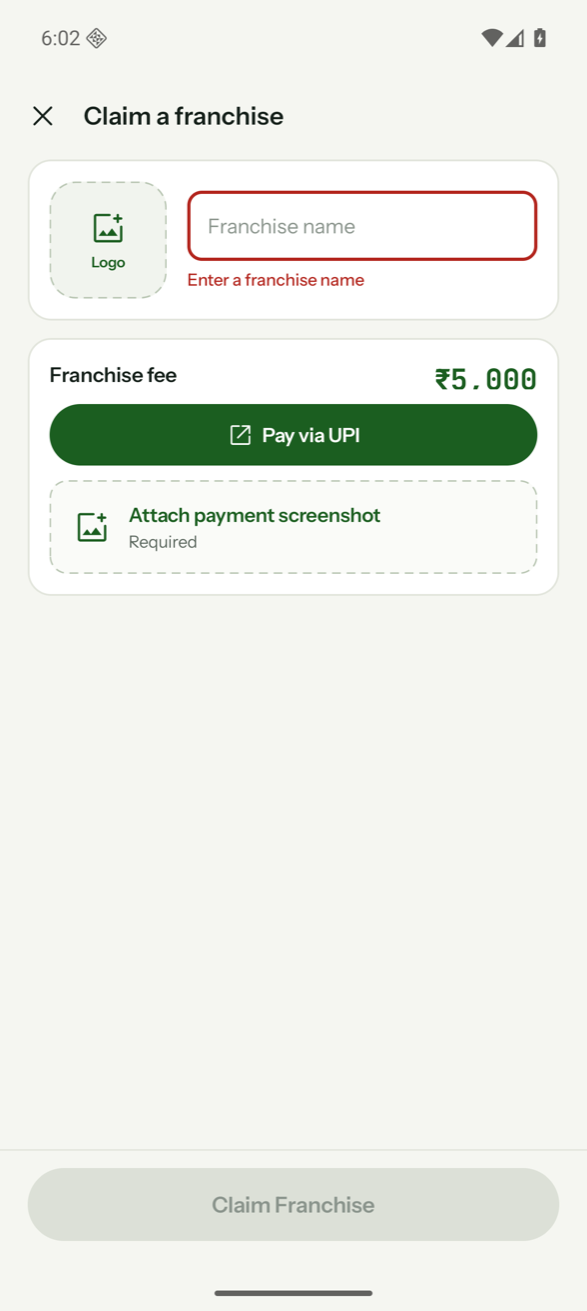 6:02
Claim a franchise
Logo
Franchise name
Enter a franchise name
Franchise fee
₹5,000
Pay via UPI
Attach payment screenshot
Required
Claim Franchise